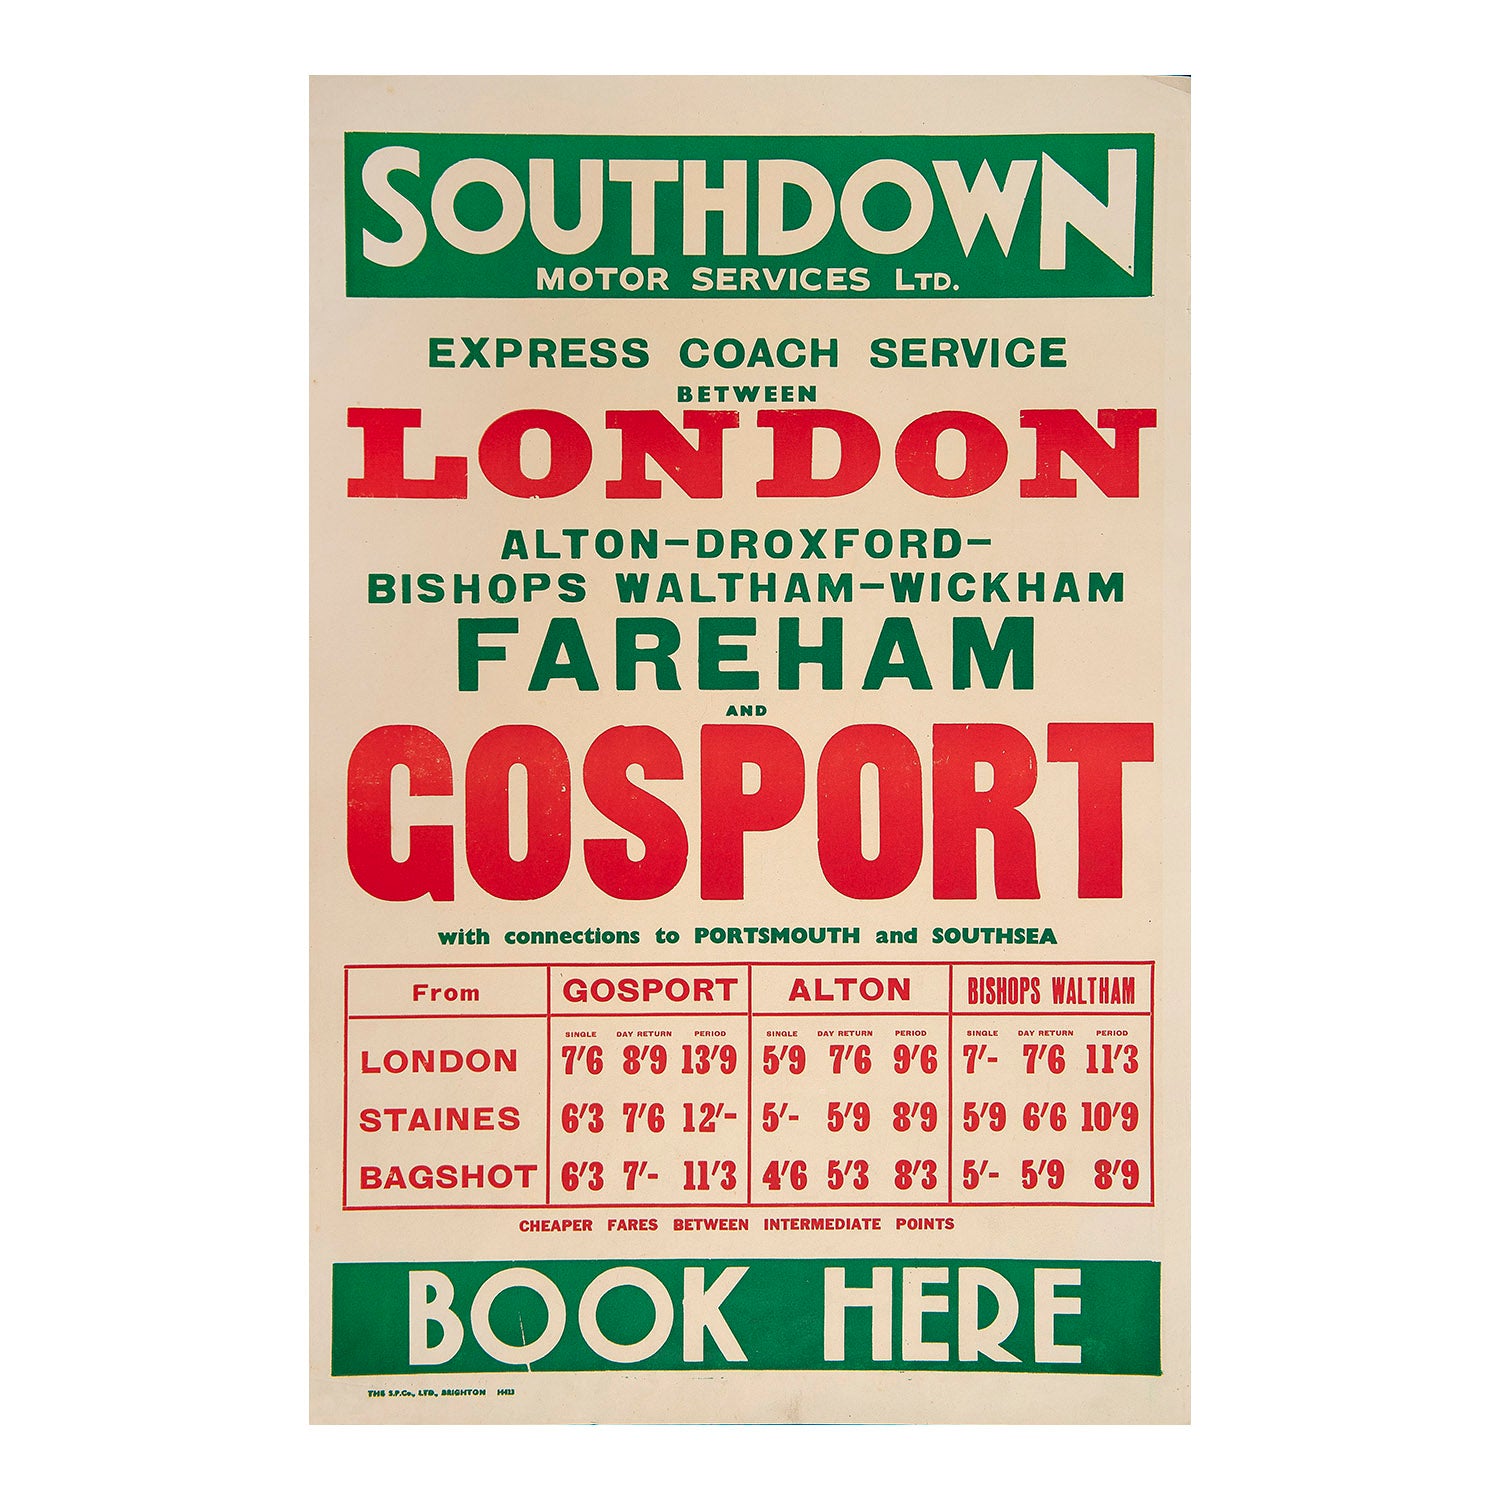 SOUTHDOWN
MOTOR SERVICES LTD.
EXPRESS COACH SERVICE
BETWEEN
LONDON
ALTON–DROXFORD–
BISHOPS WALTHAM–WICKHAM
FAREHAM
AND
GOSPORT
with connections to PORTSMOUTH and SOUTHSEA
From GOSPORT ALTON BISHOPS WALTHAM
SINGLE DAY RETURN PERIOD SINGLE DAY RETURN PERIOD SINGLE DAY RETURN PERIOD
LONDON 7'6 8'9 13'9 5'9 7'6 9'6 7'- 7'6 11'3
STAINES 6'3 7'6 12'- 5'- 5'9 8'9 5'9 6'6 10'9
BAGSHOT 6'3 7'- 11'3 4'6 5'3 8'3 5'- 5'9 8'9
CHEAPER FARES BETWEEN INTERMEDIATE POINTS
BOOK HERE
THE S.P.Co., LTD., BRIGHTON